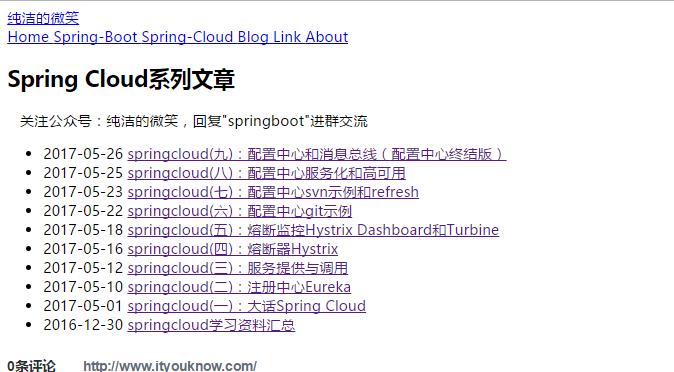 纯洁的微笑
Home Spring-Boot Spring-Cloud Blog Link About
Spring Cloud系列文章
关注公众号：纯洁的微笑，回复"springboot"进群交流
2017-05-26 springcloud(九)：配置中心和消息总线（配置中心终结版）
2017-05-25 springcloud(八)：配置中心服务化和高可用
2017-05-23 springcloud(七)：配置中心svn示例和refresh
2017-05-22 springcloud(六)：配置中心git示例
2017-05-18 springcloud(五)：熔断监控Hystrix Dashboard和Turbine
2017-05-16 springcloud(四)：熔断器Hystrix
2017-05-12 springcloud(三)：服务提供与调用
2017-05-10 springcloud(二)：注册中心Eureka
2017-05-01 springcloud(一)：大话Spring Cloud
2016-12-30 springcloud学习资料汇总
0条评论 http://www.ityouknow.com/